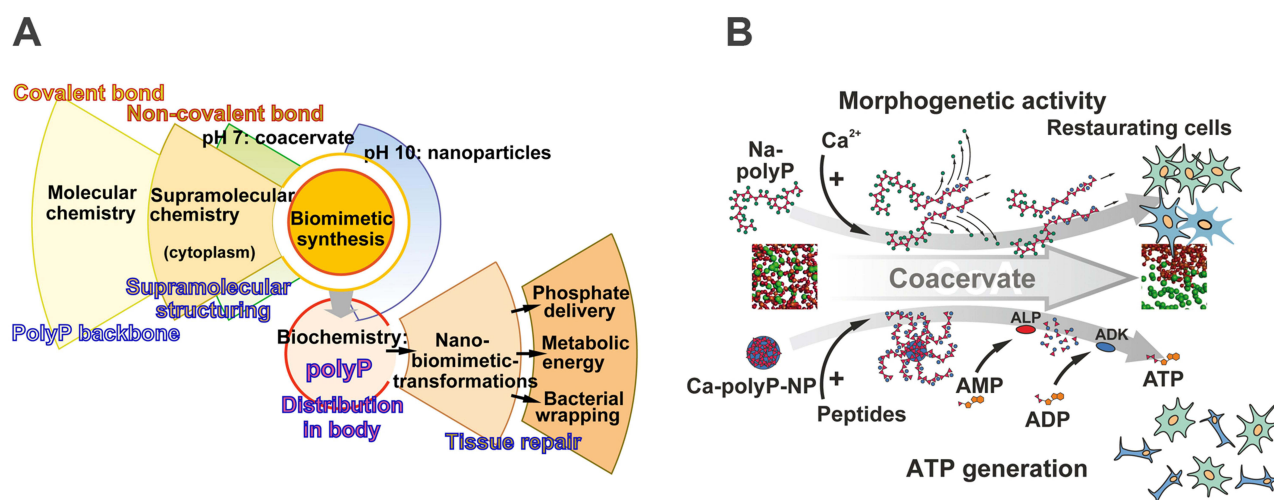 A
Covalent bond
Non-covalent bond
pH 7: coacervate
pH 10: nanoparticles
Molecular
chemistry
Supramolecular
chemistry
(cytoplasm)
Biomimetic
synthesis
Supramolecular
structuring
PolyP backbone
Biochemistry:
polyP
Distribution
in body
Nano-
biomimetic-
transformations
Phosphate
delivery
Metabolic
energy
Bacterial
wrapping
Tissue repair
B
Morphogenetic activity
Restaurating cells
Na-
polyP
Ca2+
+
Coacervate
Ca-polyP-NP
+
Peptides
ALP
ADK
AMP
ADP
ATP
ATP generation